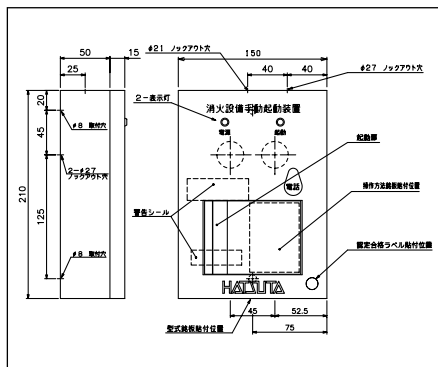 φ21 ノックアウト穴
50
15
150
25
40
40
φ27 ノックアウト穴
20
2-表示灯
消火設備手動起動装置
φ8 取付穴
電源
起動
45
起動部
2-φ27
ノックアウト穴
電話
操作方法銘板貼付位置
210
警告シール
125
認定合格ラベル貼付位置
φ8 取付穴
HATSUTA
45
52.5
型式銘板貼付位置
75